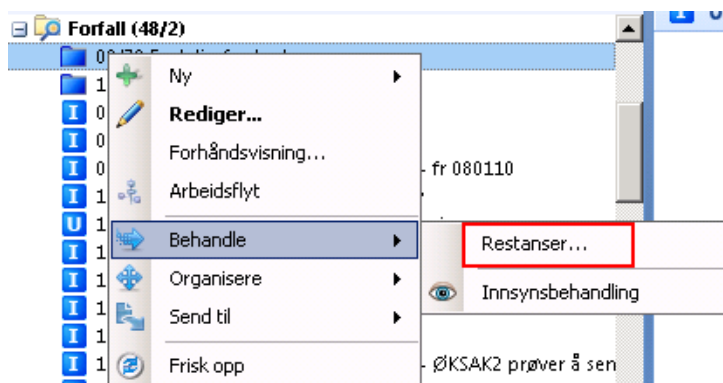 Forfall (48/2)
Ny
Rediger...
Forhåndsvisning...
- fr 080110
Arbeidsflyt
Behandle
Restanser...
Organisere
Innsynsbehandling
Send til
Frisk opp
- ØKSAK2 prøver å sen